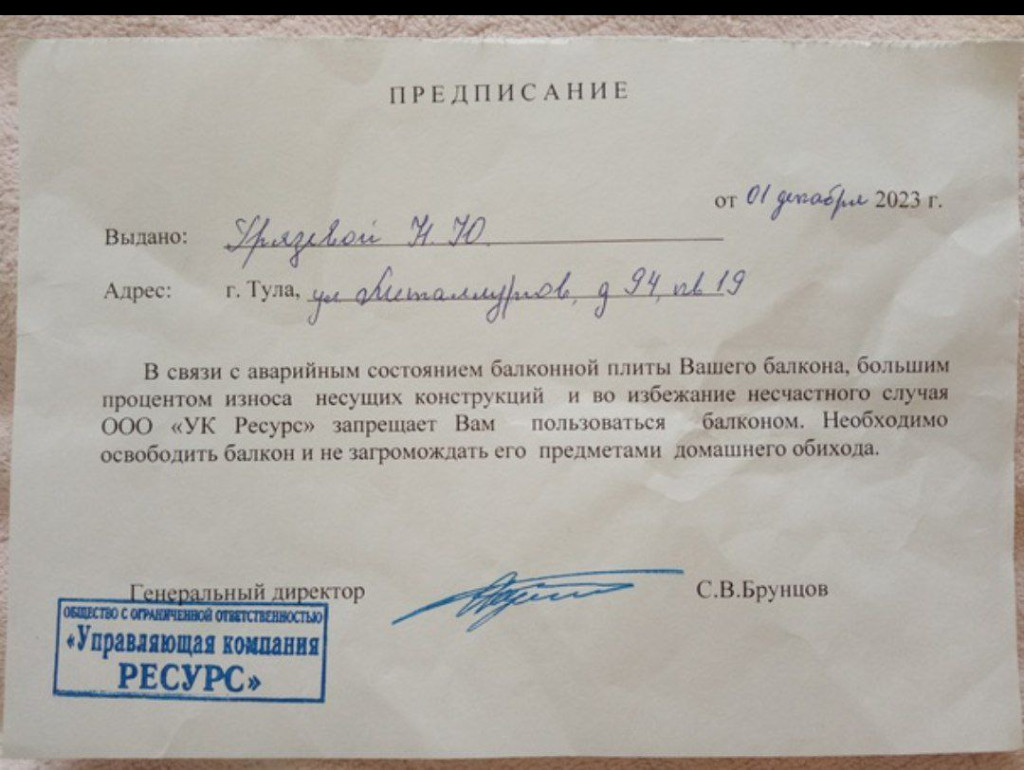 ПРЕДПИСАНИЕ
от 01 декабря 2023 г.
Выдано: Урязевой Н. Ю.
Адрес: г. Тула, ул Металлургов, д 94, кв 19
В связи с аварийным состоянием балконной плиты Вашего балкона, большим
процентом износа несущих конструкций и во избежание несчастного случая
ООО «УК Ресурс» запрещает Вам пользоваться балконом. Необходимо
освободить балкон и не загромождать его предметами домашнего обихода.
Генеральный директор С.В.Брунцов
ОБЩЕСТВО С ОГРАНИЧЕННОЙ ОТВЕТСТВЕННОСТЬЮ
«Управляющая компания
РЕСУРС»